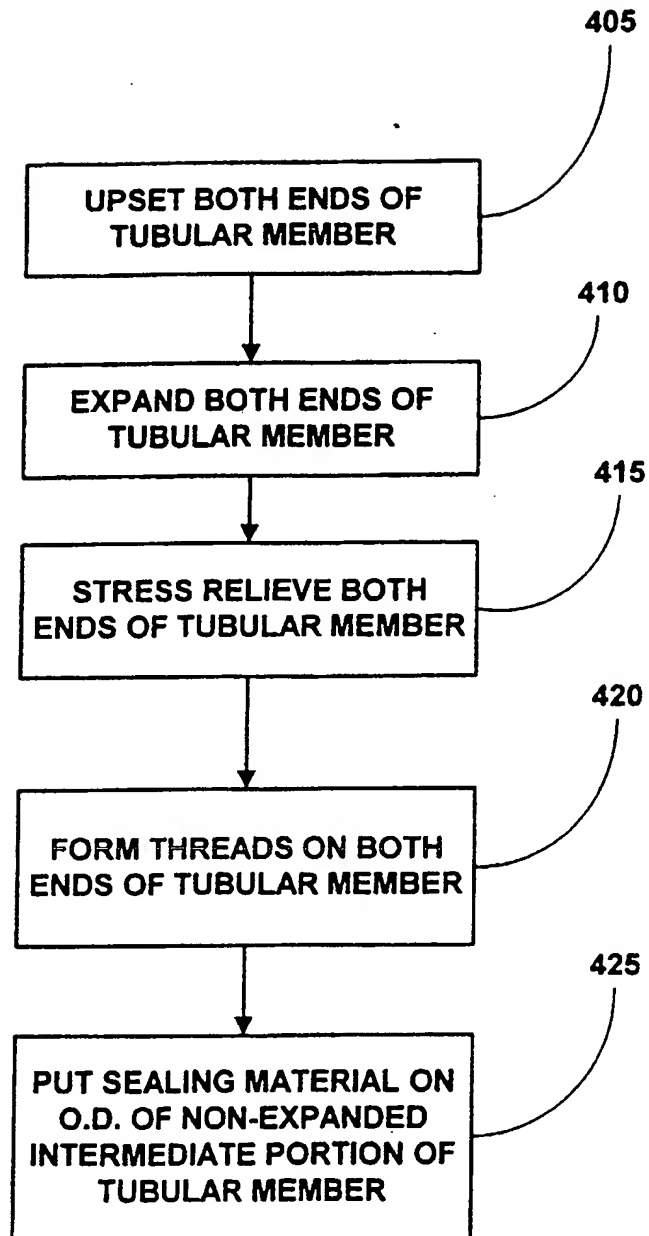 405
UPSET BOTH ENDS OF
TUBULAR MEMBER
410
EXPAND BOTH ENDS OF
TUBULAR MEMBER
415
STRESS RELIEVE BOTH
ENDS OF TUBULAR MEMBER
420
FORM THREADS ON BOTH
ENDS OF TUBULAR MEMBER
425
PUT SEALING MATERIAL ON
O.D. OF NON-EXPANDED
INTERMEDIATE PORTION OF
TUBULAR MEMBER